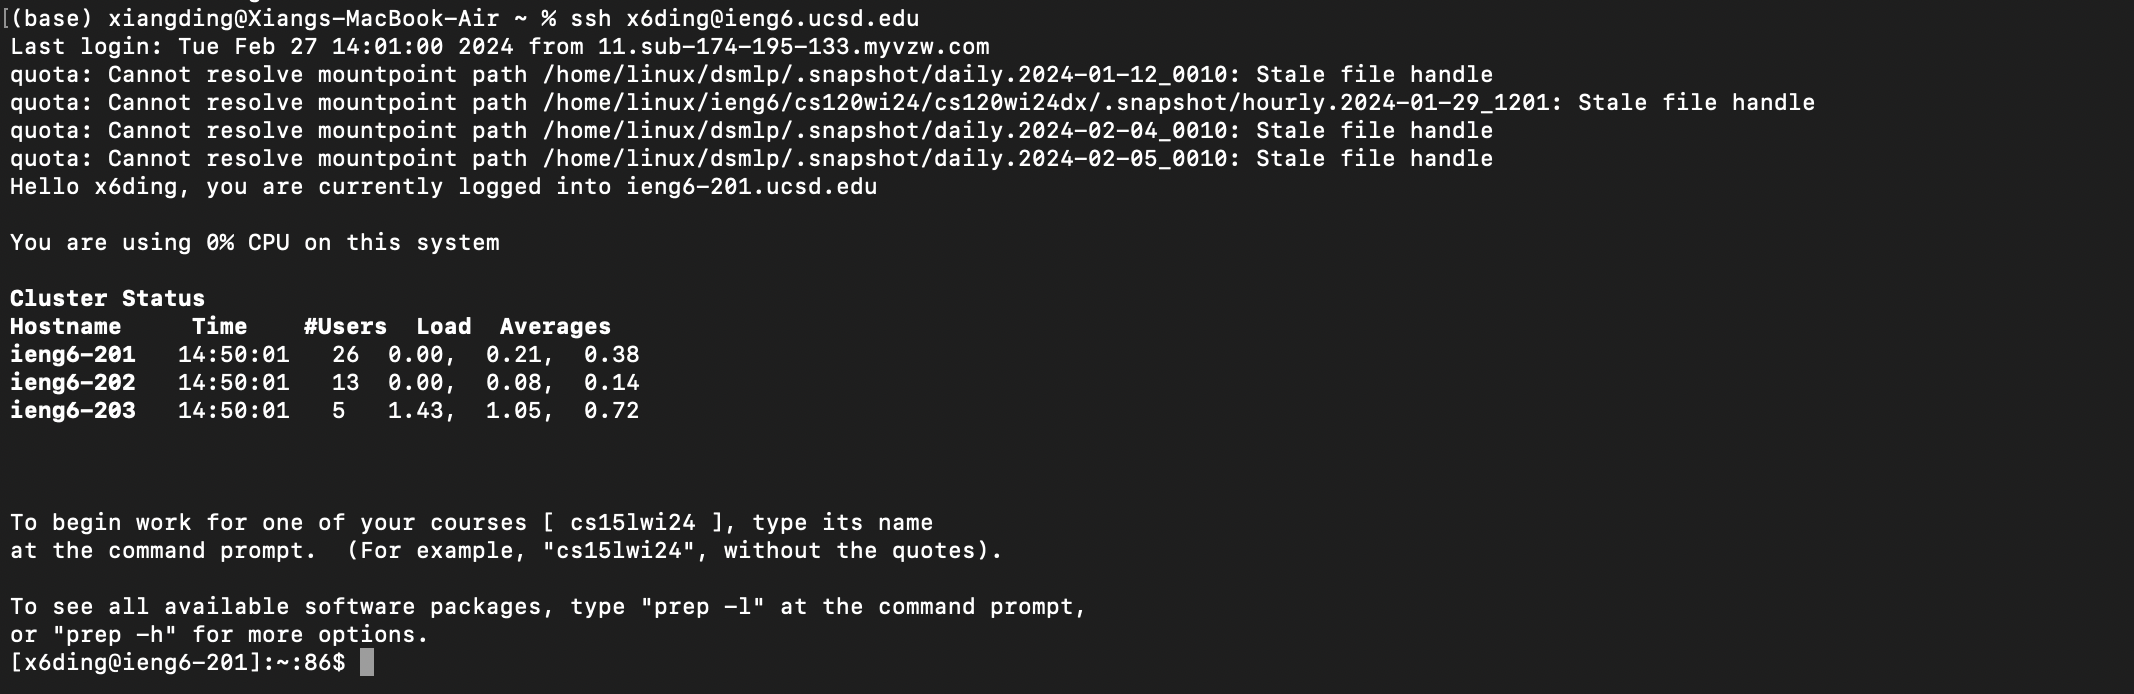 [(base) xiangding@Xiangs-MacBook-Air ~ % ssh x6ding@ieng6.ucsd.edu
Last login: Tue Feb 27 14:01:00 2024 from 11.sub-174-195-133.myvzw.com
quota: Cannot resolve mountpoint path /home/linux/dsmlp/.snapshot/daily.2024-01-12_0010: Stale file handle
quota: Cannot resolve mountpoint path /home/linux/ieng6/cs120wi24/cs120wi24dx/.snapshot/hourly.2024-01-29_1201: Stale file handle
quota: Cannot resolve mountpoint path /home/linux/dsmlp/.snapshot/daily.2024-02-04_0010: Stale file handle
quota: Cannot resolve mountpoint path /home/linux/dsmlp/.snapshot/daily.2024-02-05_0010: Stale file handle
Hello x6ding, you are currently logged into ieng6-201.ucsd.edu
You are using 0% CPU on this system
Cluster Status
Hostname     Time    #Users  Load  Averages
ieng6-201   14:50:01   26  0.00,  0.21,  0.38
ieng6-202   14:50:01   13  0.00,  0.08,  0.14
ieng6-203   14:50:01   5   1.43,  1.05,  0.72
To begin work for one of your courses [ cs15lwi24 ], type its name
at the command prompt.  (For example, "cs15lwi24", without the quotes).
To see all available software packages, type "prep -l" at the command prompt,
or "prep -h" for more options.
[x6ding@ieng6-201]:~:86$